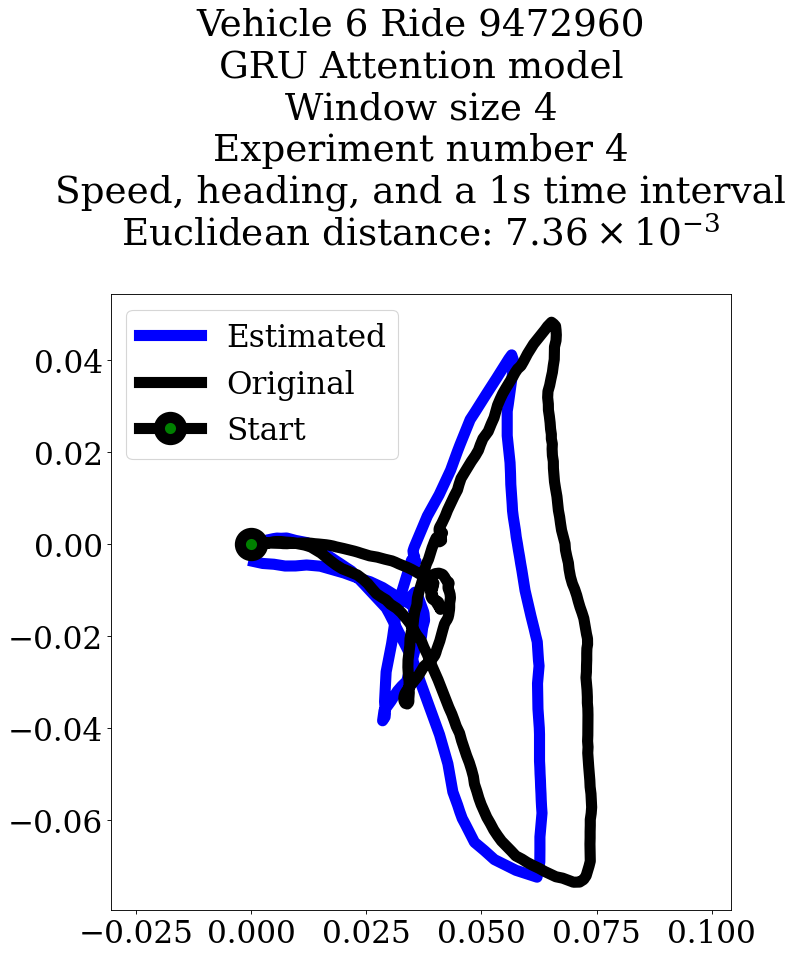 Vehicle 6 Ride 9472960
GRU Attention model
Window size 4
Experiment number 4
Speed, heading, and a 1s time interval
Euclidean distance: 7.36 × 10⁻³
Estimated
Original
Start
0.04
0.02
0.00
−0.02
−0.04
−0.06
−0.025 0.000 0.025 0.050 0.075 0.100